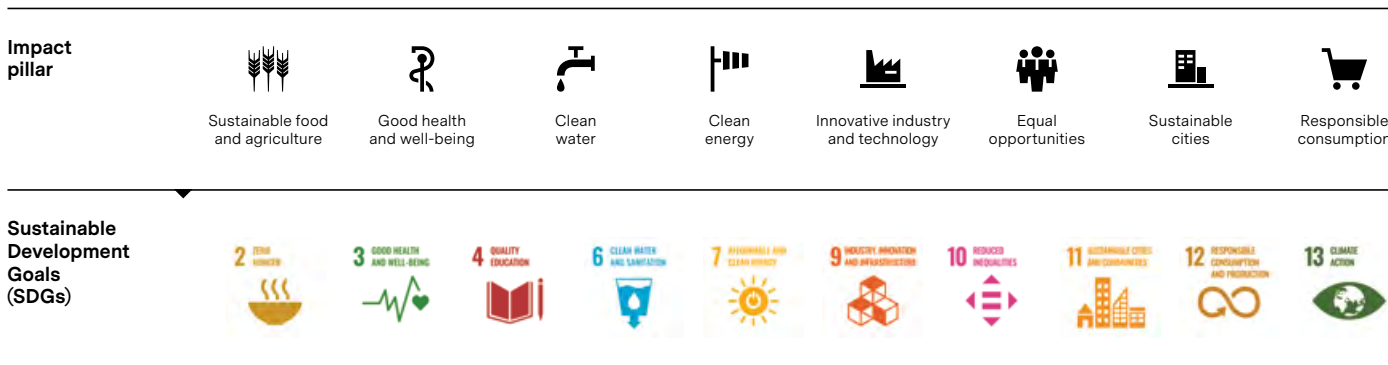 Impact
pillar
Sustainable food
and agriculture
Good health
and well-being
Clean
water
Clean
energy
Innovative industry
and technology
Equal
opportunities
Sustainable
cities
Responsible
consumption
Sustainable
Development
Goals
(SDGs)
2 ZERO
HUNGER
3 GOOD HEALTH
AND WELL-BEING
4 QUALITY
EDUCATION
6 CLEAN WATER
AND SANITATION
7 AFFORDABLE AND
CLEAN ENERGY
9 INDUSTRY, INNOVATION
AND INFRASTRUCTURE
10 REDUCED
INEQUALITIES
11 SUSTAINABLE CITIES
AND COMMUNITIES
12 RESPONSIBLE
CONSUMPTION
AND PRODUCTION
13 CLIMATE
ACTION